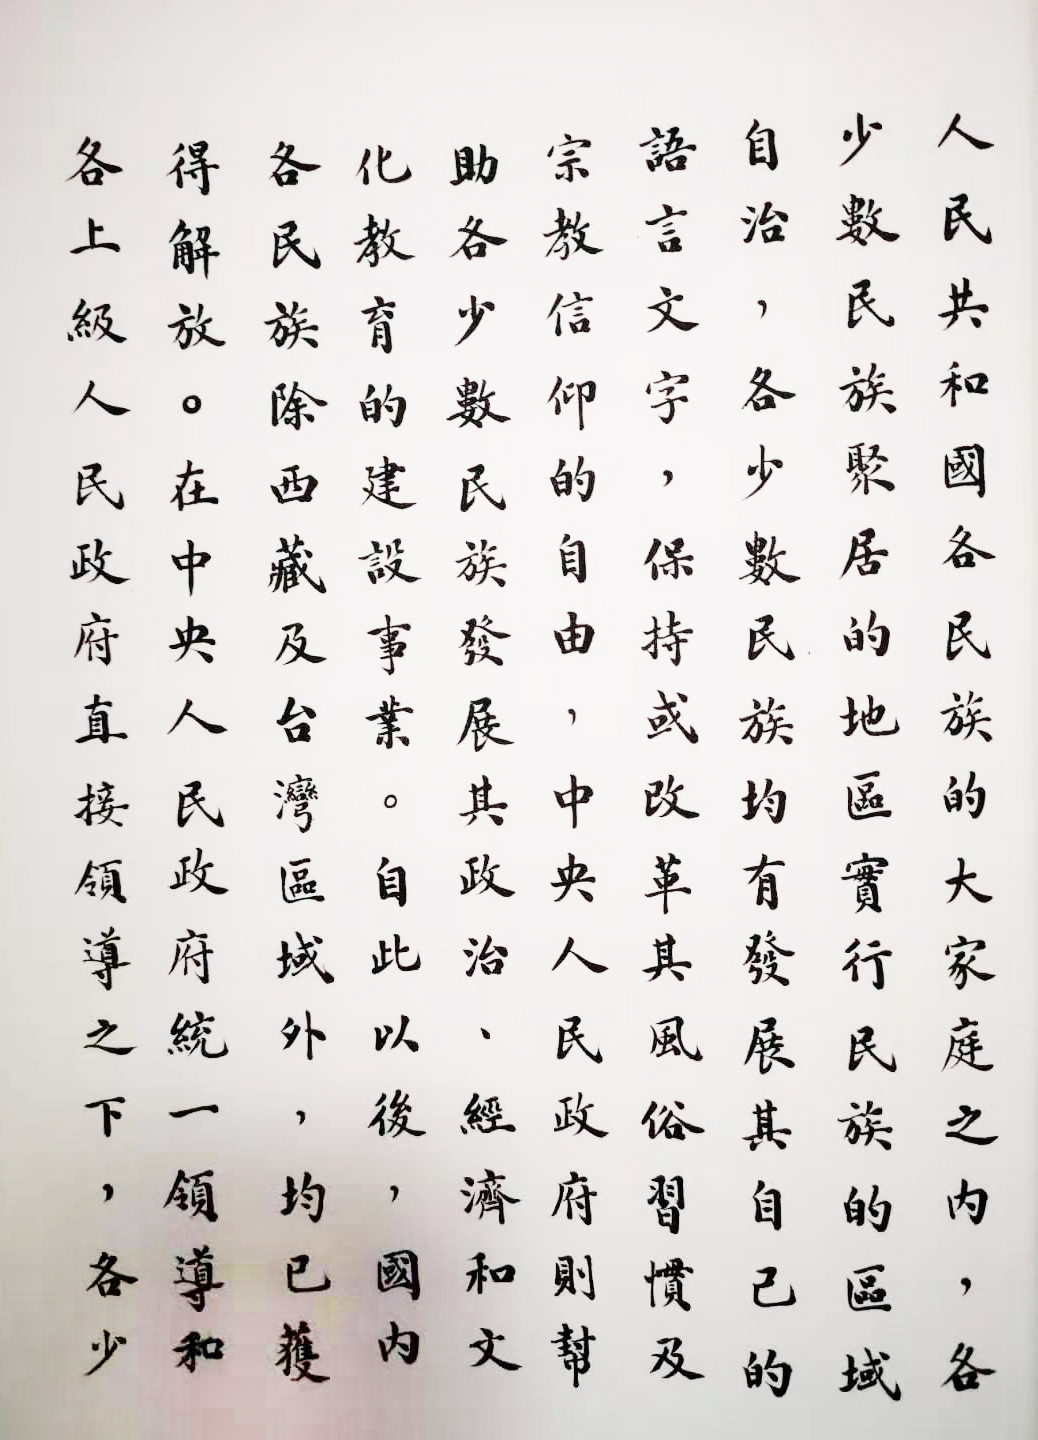 人民共和國各民族的大家庭之內，各
少數民族聚居的地區實行民族的區域
自治，各少數民族均有發展其自己的
語言文字，保持或改革其風俗習慣及
宗教信仰的自由，中央人民政府則幫
助各少數民族發展其政治、經濟和文
化教育的建設事業。自此以後，國內
各民族除西藏及台灣區域外，均已獲
得解放。在中央人民政府統一領導和
各上級人民政府直接領導之下，各少